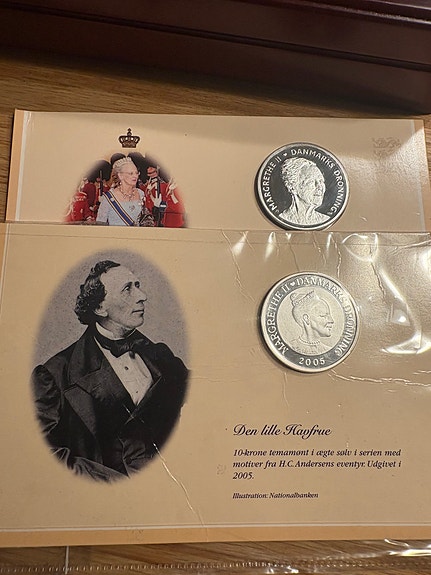 MARGRETHE II ♥ DANMARKS DRONNING
MARGRETHE II ♥ DANMARKS DRONNING
2005
Den lille Havfrue
10-krone temamønt i ægte sølv i serien med
motiver fra H.C. Andersens eventyr. Udgivet i
2005.
Illustration: Nationalbanken